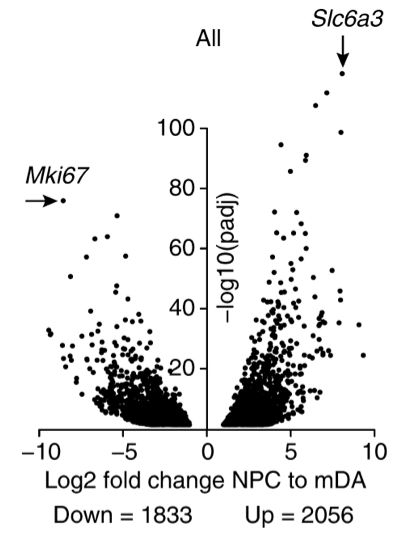 Slc6a3
All
100
Mki67
80
60
40
20
−log10(padj)
−10 −5 0 5 10
Log2 fold change NPC to mDA
Down = 1833 Up = 2056